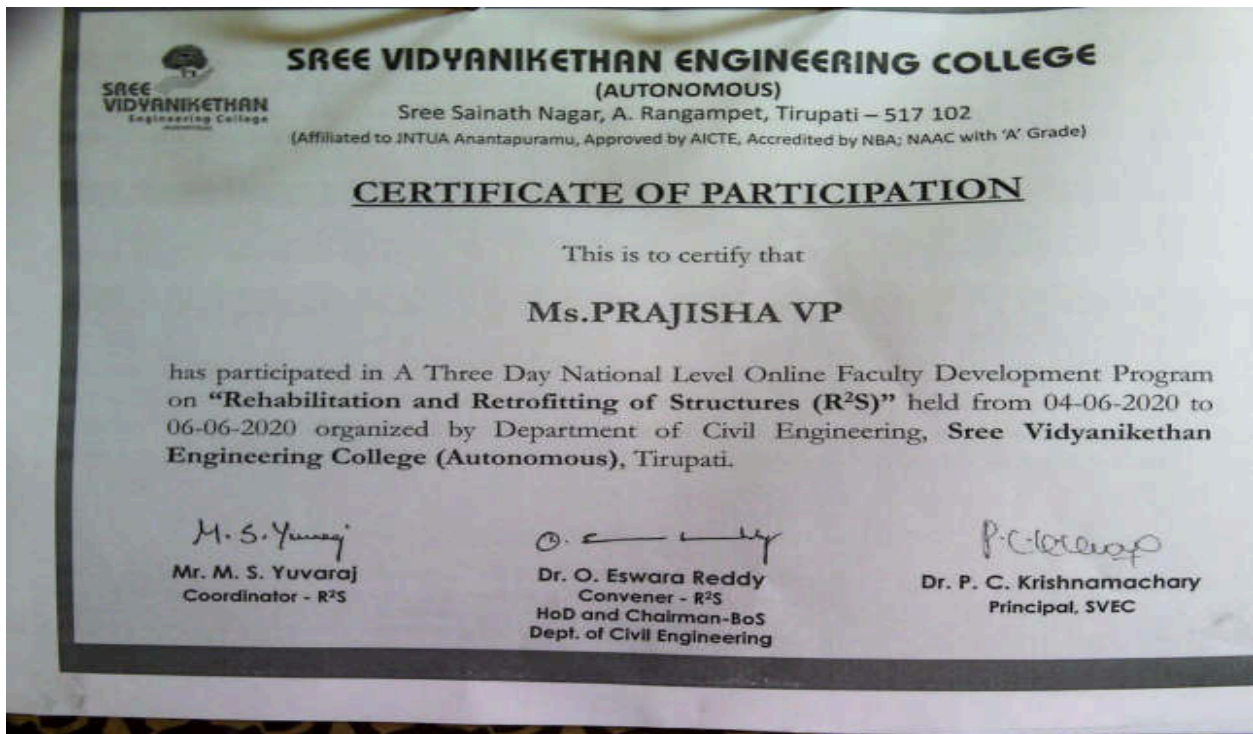 SREE VIDYANIKETHAN ENGINEERING COLLEGE
(AUTONOMOUS)
SREE
VIDYANIKETHAN
Engineering College
Sree Sainath Nagar, A. Rangampet, Tirupati – 517 102
(Affiliated to JNTUA Anantapuramu, Approved by AICTE, Accredited by NBA; NAAC with ‘A’ Grade)
CERTIFICATE OF PARTICIPATION
This is to certify that
Ms.PRAJISHA VP
has participated in A Three Day National Level Online Faculty Development Program
on “Rehabilitation and Retrofitting of Structures (R²S)” held from 04-06-2020 to
06-06-2020 organized by Department of Civil Engineering, Sree Vidyanikethan
Engineering College (Autonomous), Tirupati.
M. S. Yuvaraj
Mr. M. S. Yuvaraj
Coordinator - R²S
Dr. O. Eswara Reddy
Convener - R²S
HoD and Chairman-BoS
Dept. of Civil Engineering
Dr. P. C. Krishnamachary
Principal, SVEC